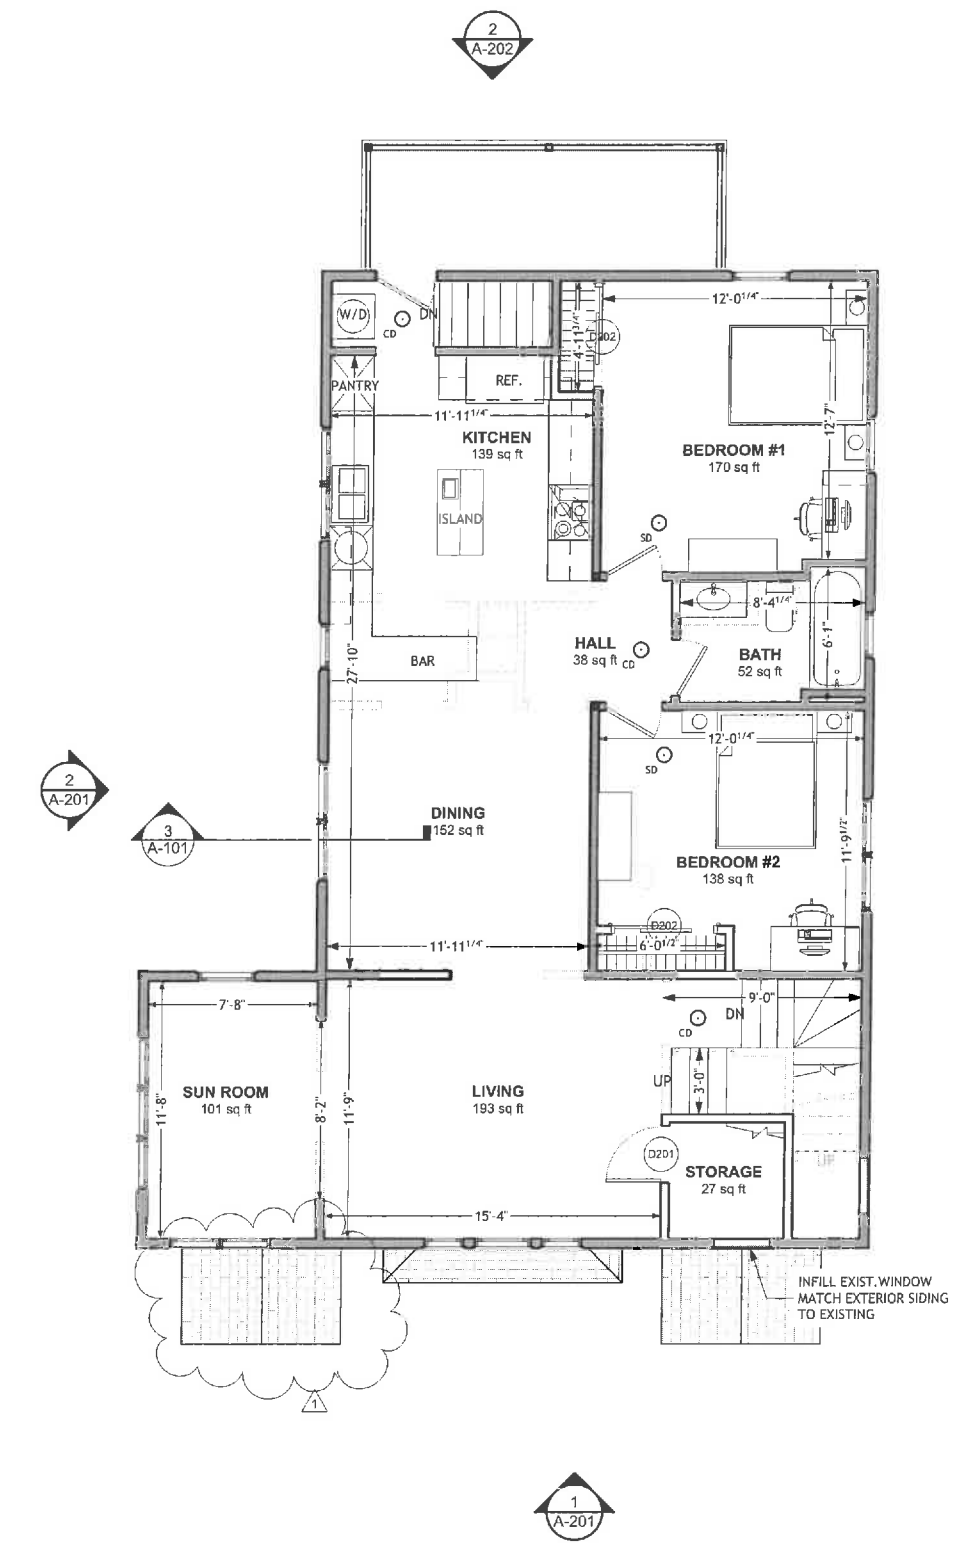 2
A-202
12'-0 1/4"
W/D
DN
CD
4'-11 3/4"
D202
REF.
PANTRY
11'-11 1/4"
12'-7"
KITCHEN
139 sq ft
BEDROOM #1
170 sq ft
ISLAND
SD
8'-4 1/4"
6'-1"
HALL
38 sq ft
CD
BATH
52 sq ft
BAR
27'-10"
12'-0 1/4"
SD
2
A-201
3
A-101
DINING
152 sq ft
11'-9 1/2"
BEDROOM #2
138 sq ft
D202
11'-11 1/4"
6'-0 1/2"
7'-8"
9'-0"
DN
CD
UP
3'-0"
SUN ROOM
101 sq ft
LIVING
193 sq ft
11'-8"
8'-2"
11'-9"
D201
UP
STORAGE
27 sq ft
15'-4"
INFILL EXIST.WINDOW
MATCH EXTERIOR SIDING
TO EXISTING
1
1
A-201